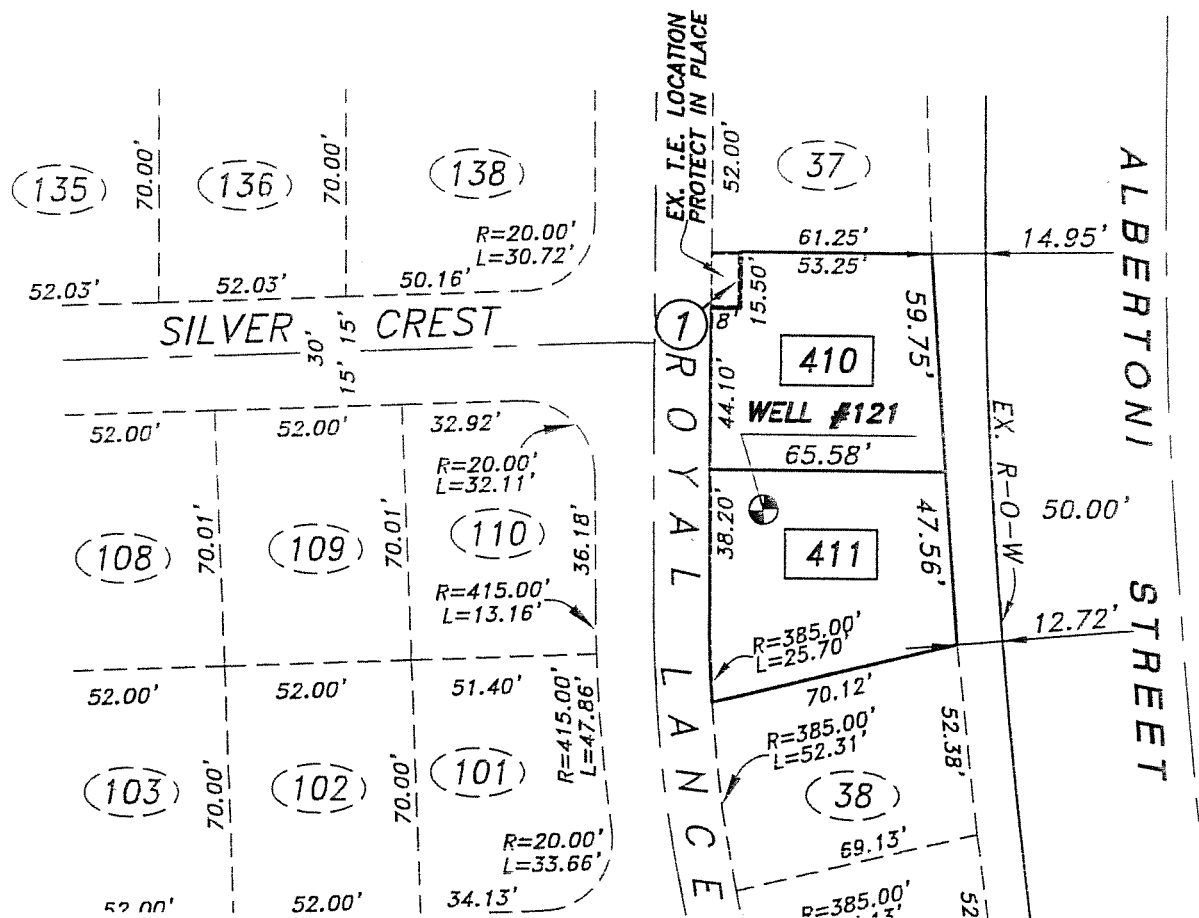 EX. T.E. LOCATION
PROTECT IN PLACE
52.00'
37
ALBERTONI STREET
135
70.00'
136
70.00'
138
R=20.00'
L=30.72'
52.03'
52.03'
50.16'
61.25'
53.25'
14.95'
15.50'
59.75'
SILVER CREST
30'
15'
15'
1
8'
410
44.10'
WELL #121
65.58'
ROYAL LANCE
EX. R-O-W
50.00'
52.00'
52.00'
32.92'
R=20.00'
L=32.11'
108
70.01'
109
70.01'
110
36.18'
38.20'
411
47.56'
R=415.00'
L=13.16'
R=385.00'
L=25.70'
12.72'
70.12'
52.00'
52.00'
51.40'
R=415.00'
L=47.86'
R=385.00'
L=52.31'
52.38'
103
70.00'
102
70.00'
101
38
R=20.00'
L=33.66'
69.13'
52.00'
52.00'
34.13'
R=385.00'
52